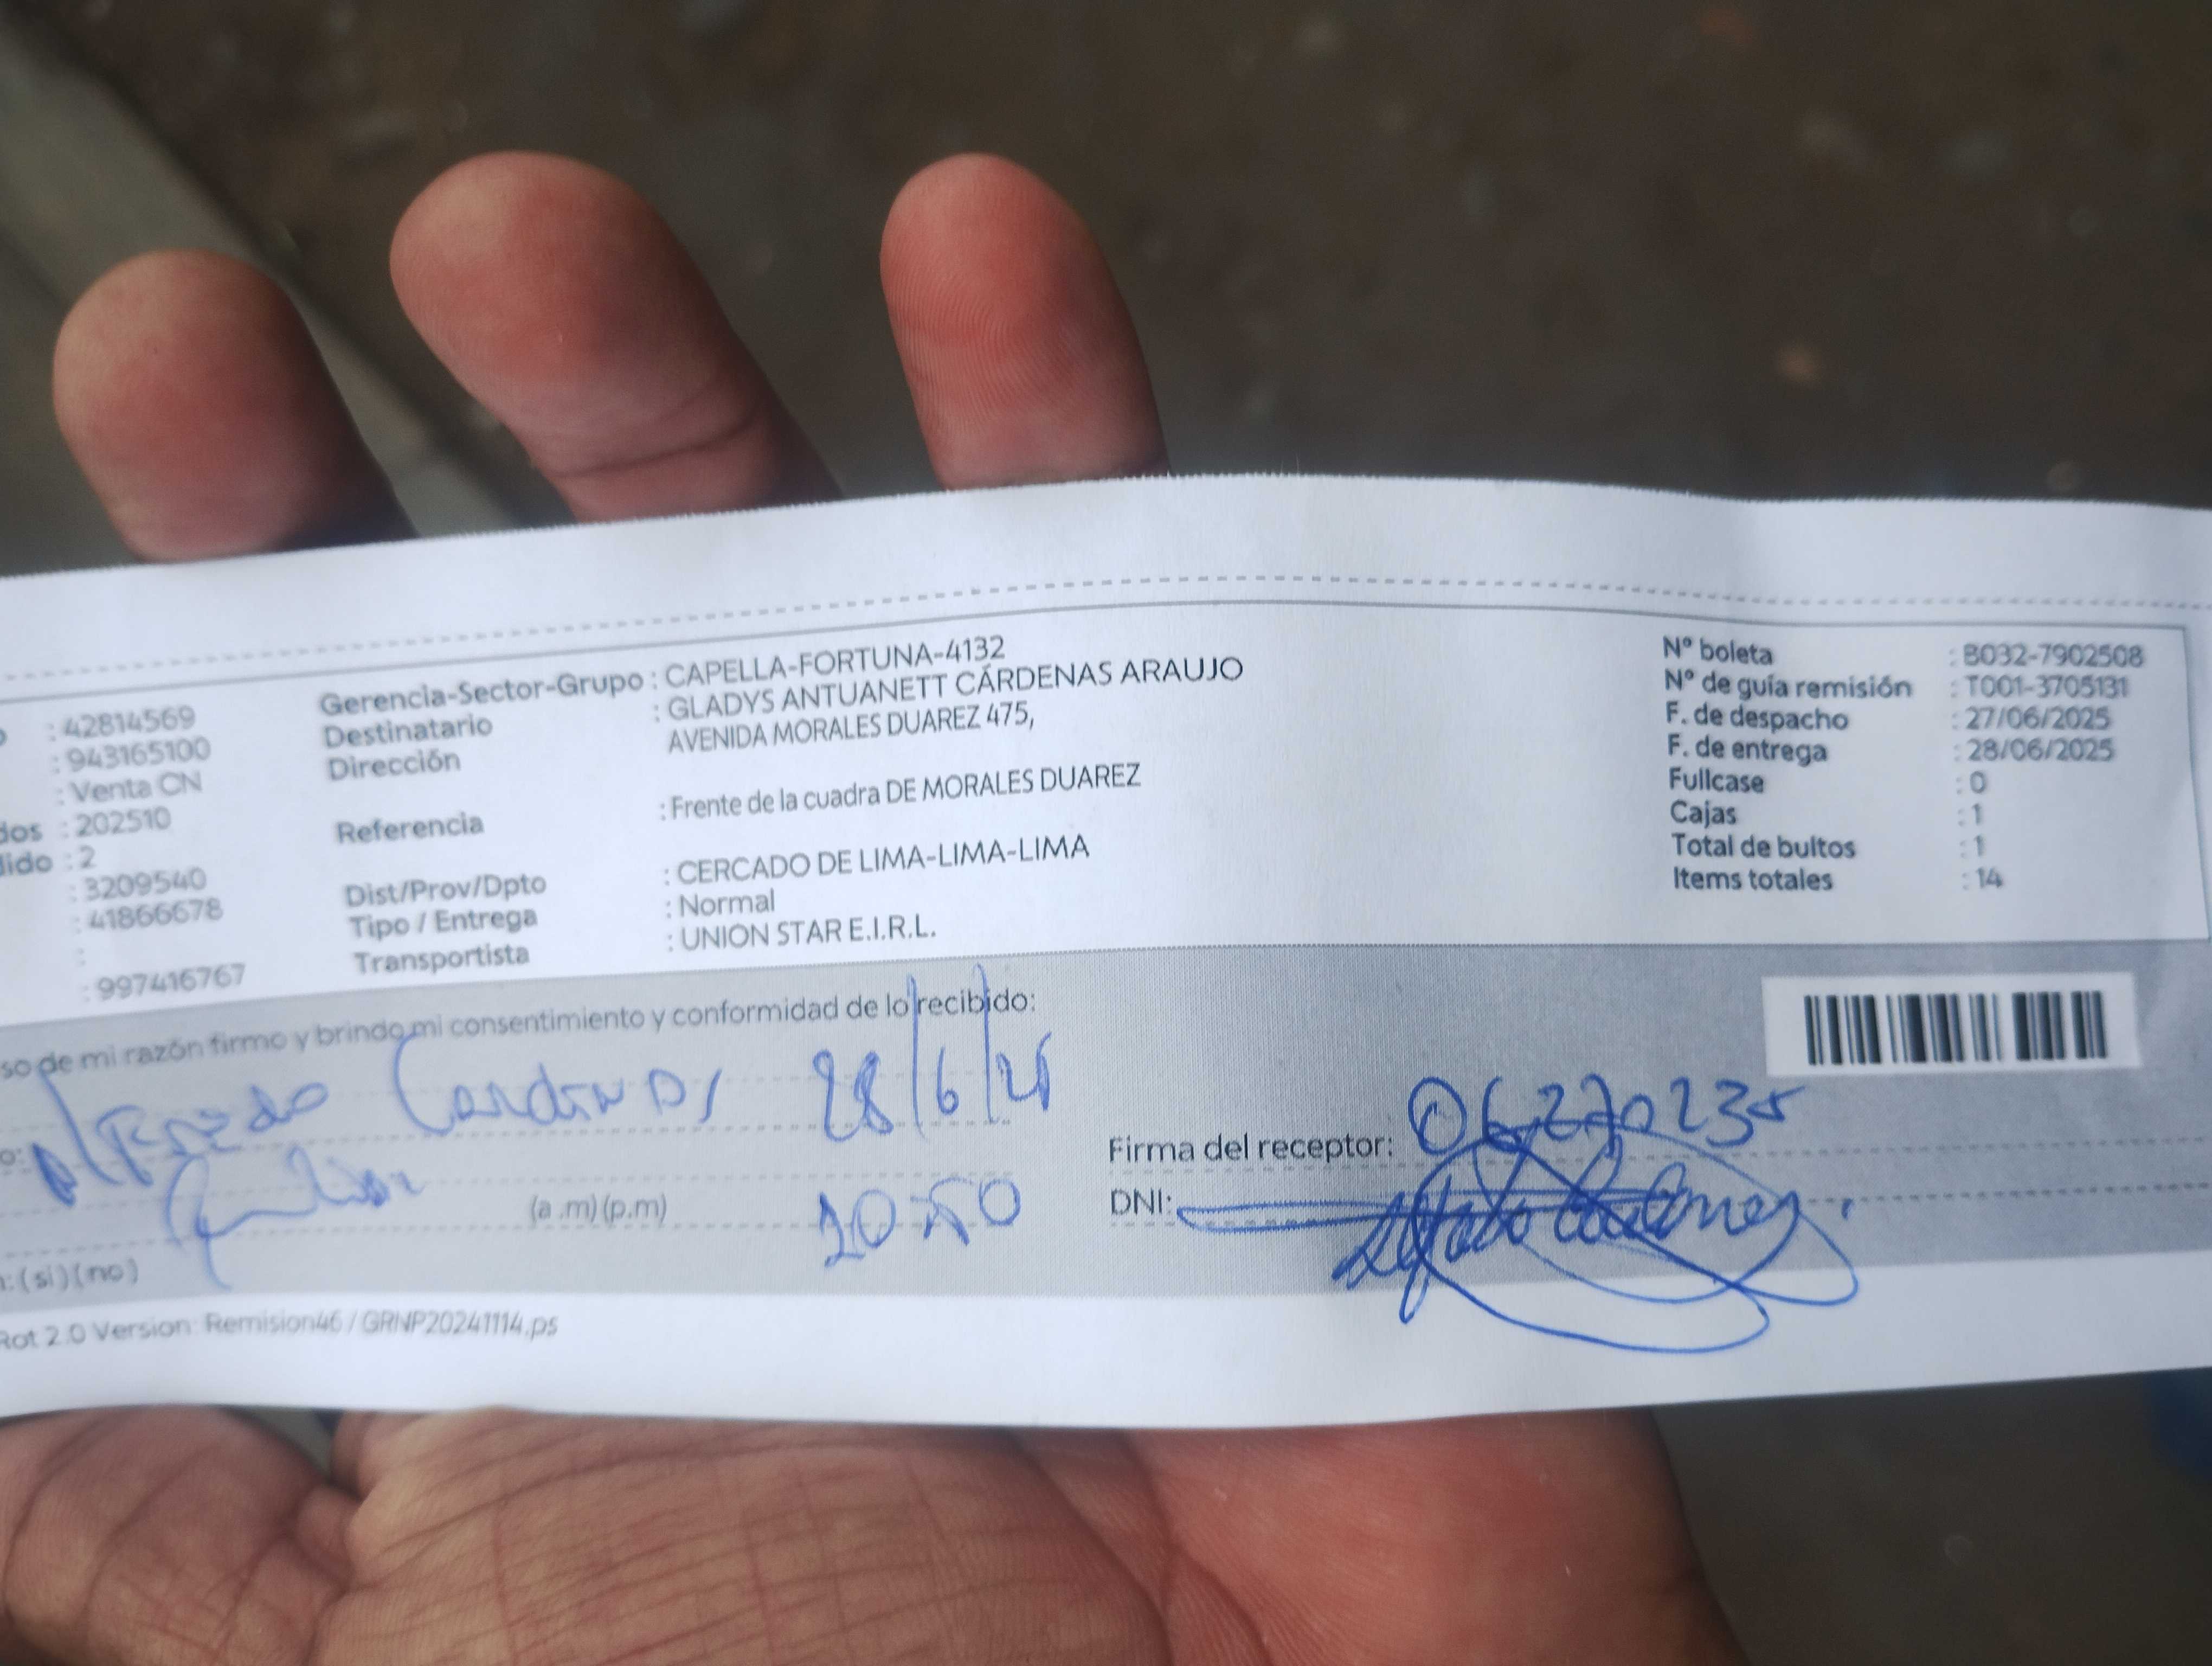 : 42814569
: 943165100
: Venta CN
dos : 202510
dido : 2
: 3209540
: 41866678
:
: 997416767
Gerencia-Sector-Grupo : CAPELLA-FORTUNA-4132
Destinatario : GLADYS ANTUANETT CÁRDENAS ARAUJO
Dirección AVENIDA MORALES DUAREZ 475,
Referencia : Frente de la cuadra DE MORALES DUAREZ
Dist/Prov/Dpto : CERCADO DE LIMA-LIMA-LIMA
Tipo / Entrega : Normal
Transportista : UNION STAR E.I.R.L.
Nº boleta : B032-7902508
Nº de guía remisión : T001-3705131
F. de despacho : 27/06/2025
F. de entrega : 28/06/2025
Fullcase : 0
Cajas : 1
Total de bultos : 1
Items totales : 14
so de mi razón firmo y brindo mi consentimiento y conformidad de lo recibido:
o: Alfredo Cardenas 28/6/25
(a.m)(p.m) 10:50
: (si)(no)
Firma del receptor: 06270235
DNI:
Rot 2.0 Version: Remision46 / GRNP20241114.ps